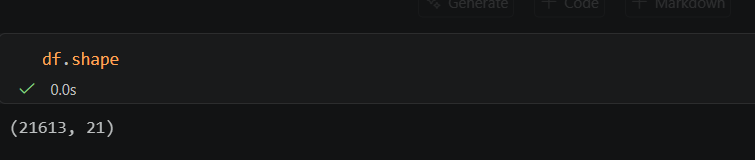 Generate + Code + Markdown
df.shape
0.0s
(21613, 21)